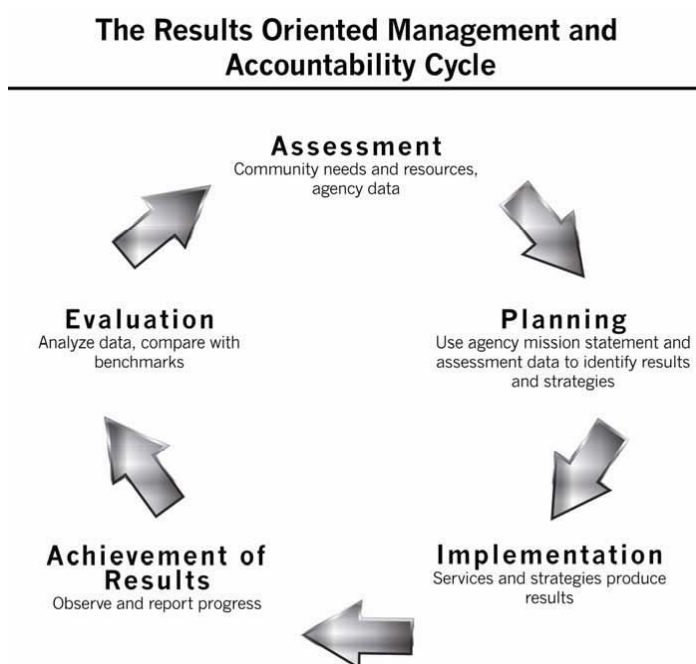 The Results Oriented Management and
Accountability Cycle
Assessment
Community needs and resources,
agency data
Planning
Use agency mission statement and
assessment data to identify results
and strategies
Implementation
Services and strategies produce
results
Achievement of
Results
Observe and report progress
Evaluation
Analyze data, compare with
benchmarks